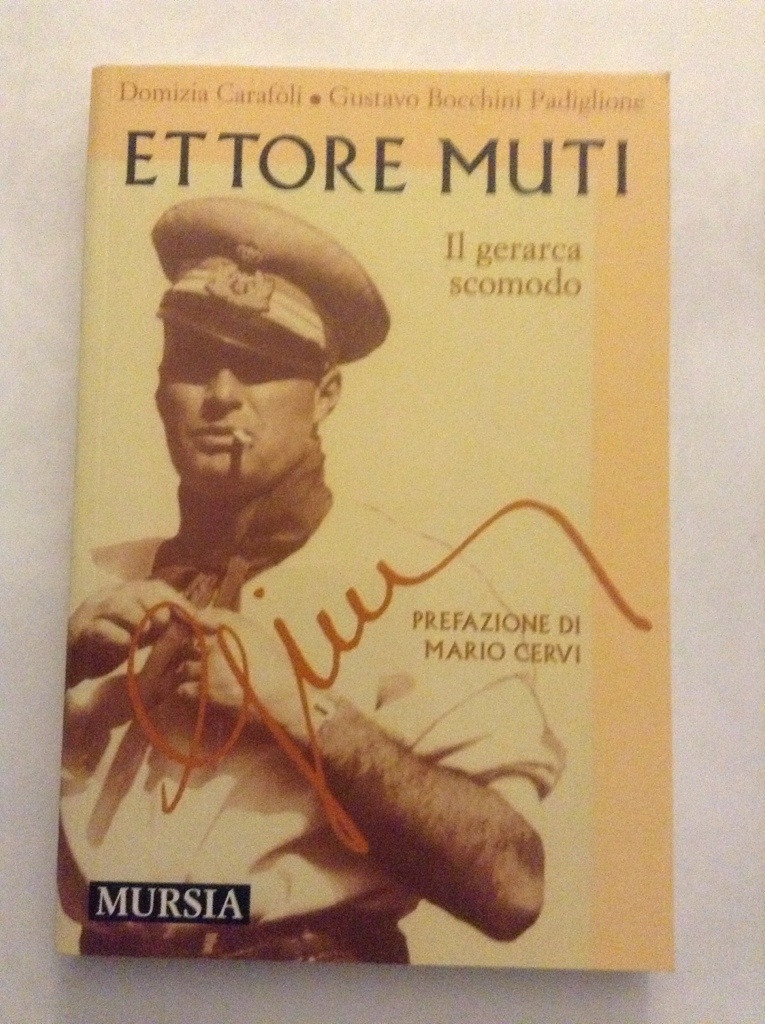 Domizia Carafòli • Gustavo Bocchini Padiglione
ETTORE MUTI
Il gerarca
scomodo
PREFAZIONE DI
MARIO CERVI
MURSIA